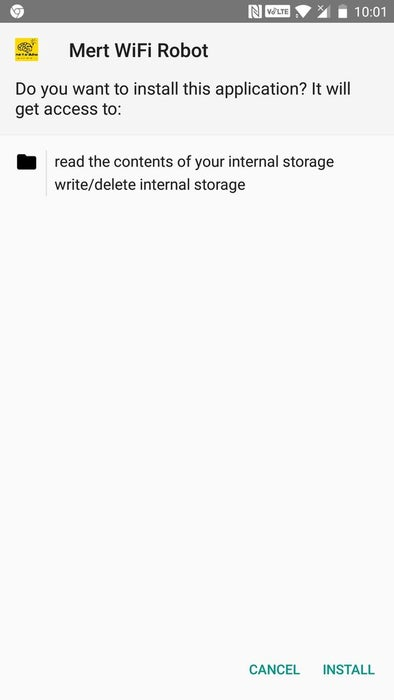 VoLTE 10:01
Mert WiFi Robot
Do you want to install this application? It will
get access to:
read the contents of your internal storage
write/delete internal storage
CANCEL INSTALL